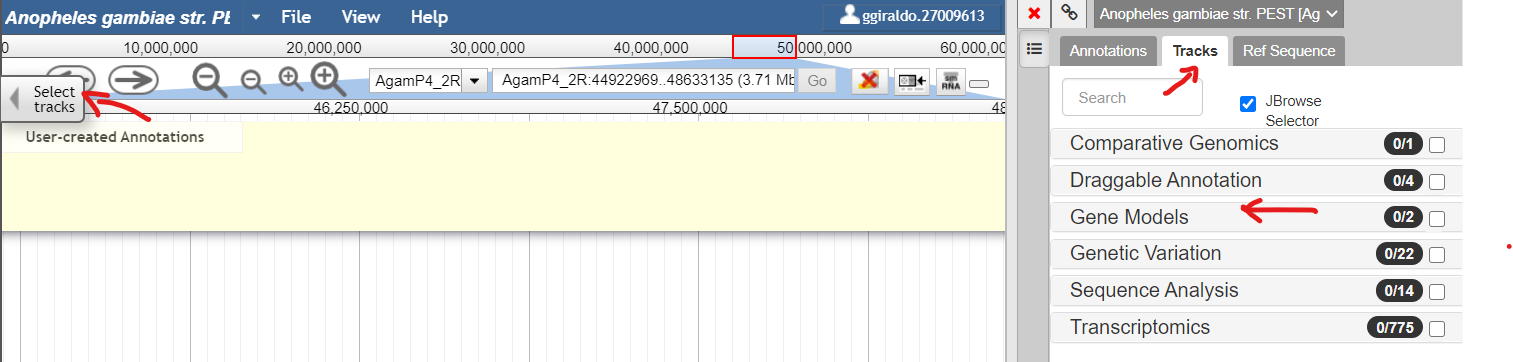 Anopheles gambiae str. PE
File
View
Help
ggiraldo.27009613
0
10,000,000
20,000,000
30,000,000
40,000,000
50,000,000
60,000,00
Select
tracks
AgamP4_2R
AgamP4_2R:44922969..48633135 (3.71 Mb
Go
sm
RNA
46,250,000
47,500,000
48
User-created Annotations
Anopheles gambiae str. PEST [Ag
Annotations
Tracks
Ref Sequence
Search
JBrowse
Selector
Comparative Genomics 0/1
Draggable Annotation 0/4
Gene Models 0/2
Genetic Variation 0/22
Sequence Analysis 0/14
Transcriptomics 0/775